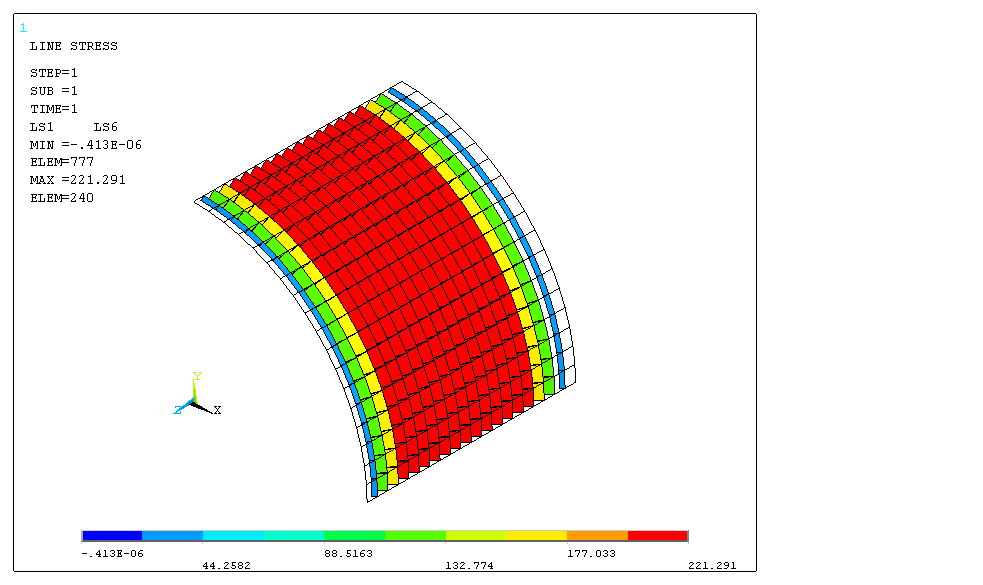 1
LINE STRESS
STEP=1
SUB =1
TIME=1
LS1 LS6
MIN =-.413E-06
ELEM=777
MAX =221.291
ELEM=240
Y
Z X
-.413E-06 88.5163 177.033
44.2582 132.774 221.291